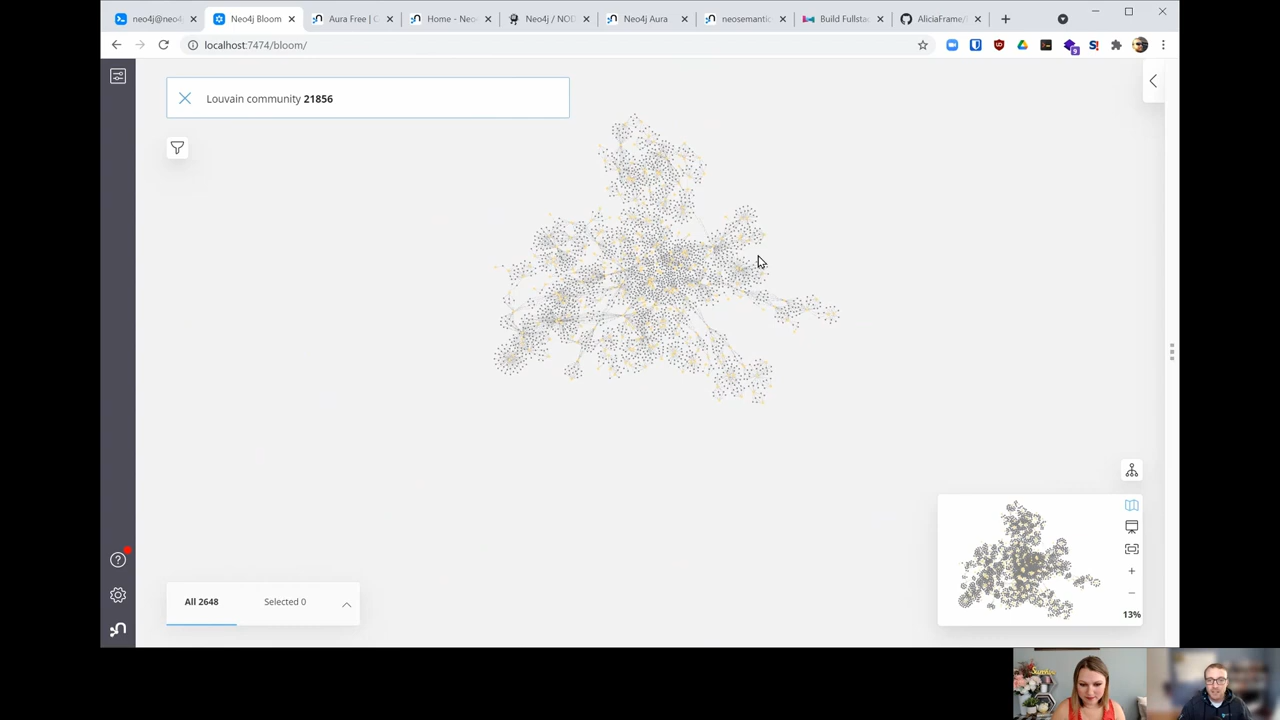 neo4j@neo4
Neo4j Bloom
Aura Free | C
Home - Neo
Neo4j / NOD
Neo4j Aura
neosemantic
Build Fullsta
AliciaFrame/
localhost:7474/bloom/
Louvain community 21856
All 2648
Selected 0
13%